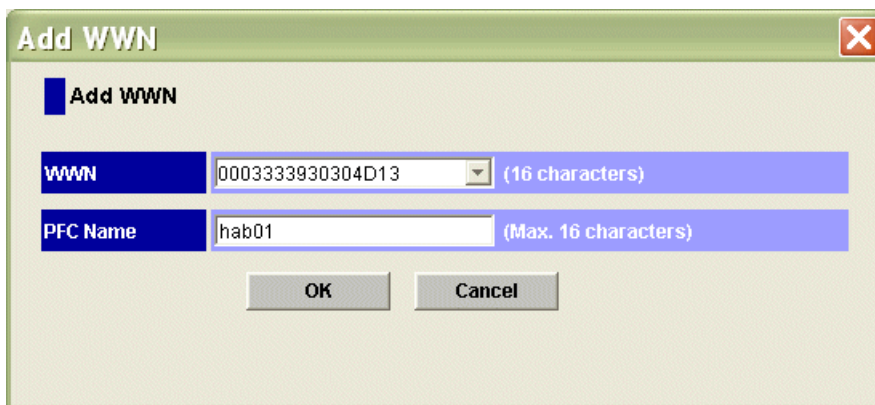 Add WWN
Add WWN
WWN 0003333930304D13 (16 characters)
PFC Name hab01 (Max. 16 characters)
OK Cancel